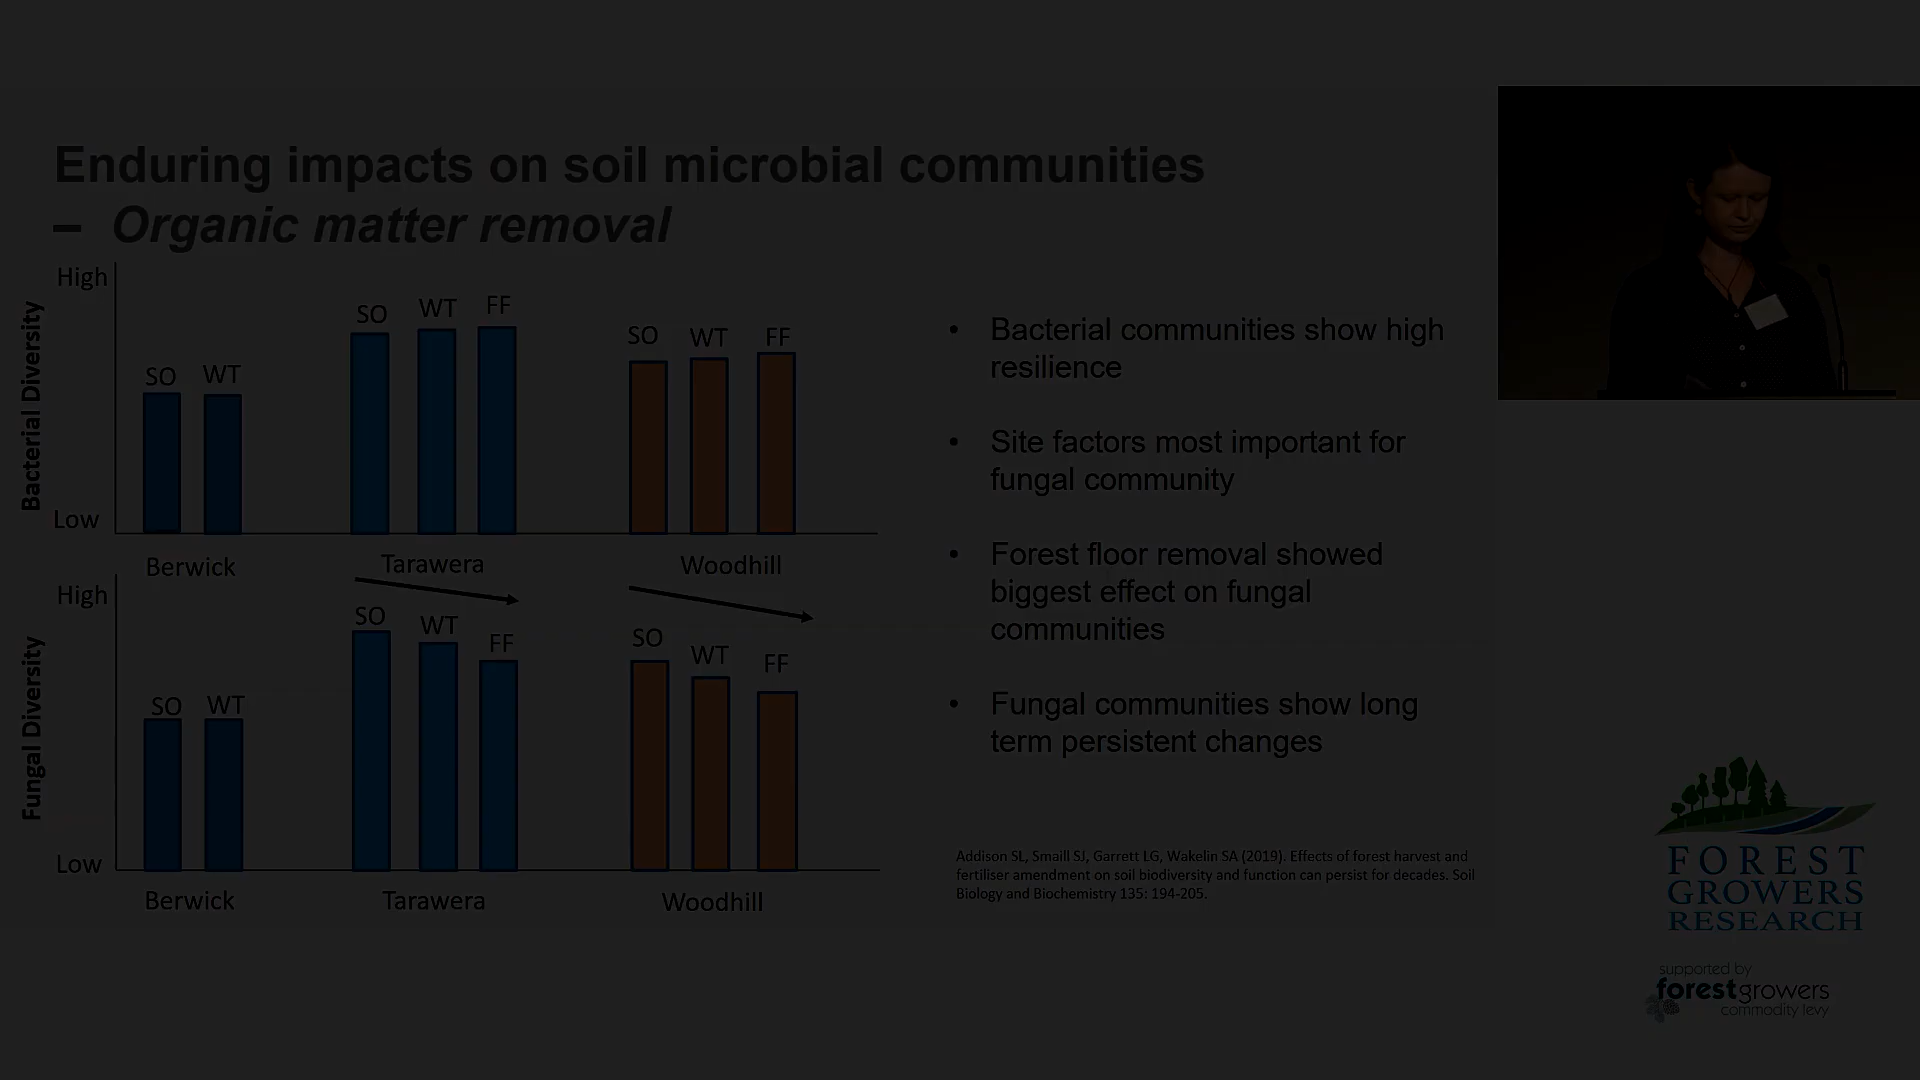 Enduring impacts on soil microbial communities
– Organic matter removal
High
Bacterial Diversity
Low
SO WT
SO WT FF
SO WT FF
Berwick Tarawera Woodhill
High
Fungal Diversity
Low
SO WT
SO WT FF
SO WT FF
Berwick Tarawera Woodhill
• Bacterial communities show high
resilience
• Site factors most important for
fungal community
• Forest floor removal showed
biggest effect on fungal
communities
• Fungal communities show long
term persistent changes
Addison SL, Smaill SJ, Garrett LG, Wakelin SA (2019). Effects of forest harvest and
fertiliser amendment on soil biodiversity and function can persist for decades. Soil
Biology and Biochemistry 135: 194-205.
FOREST
GROWERS
RESEARCH
supported by
forestgrowers
commodity levy